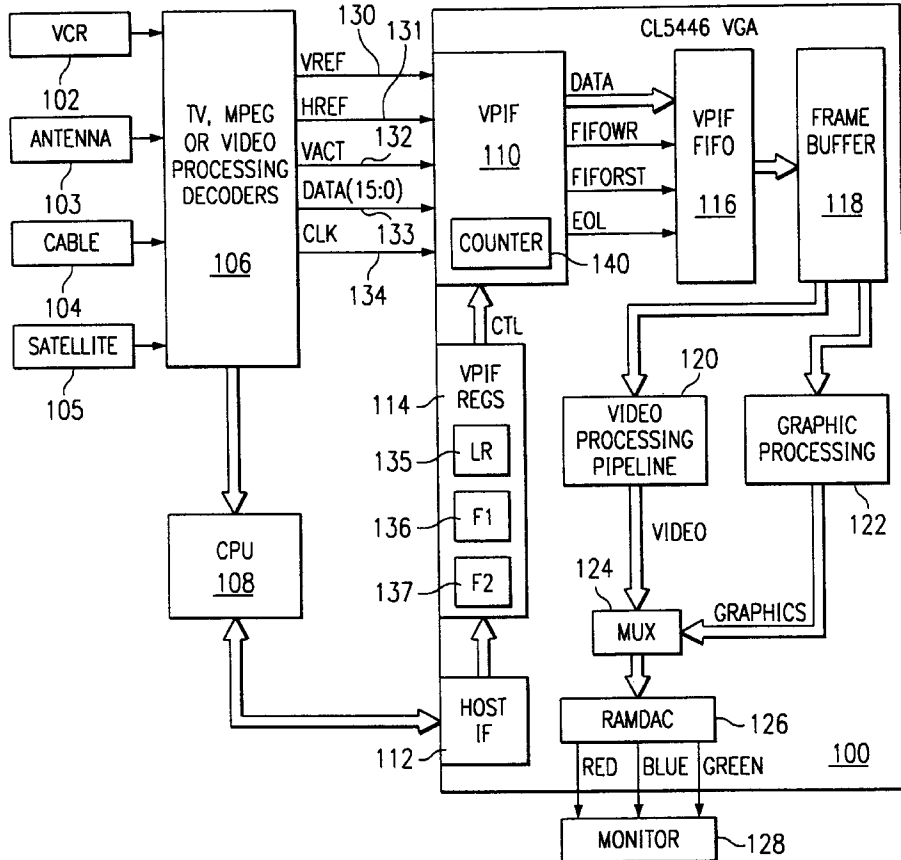 VCR
102
ANTENNA
103
CABLE
104
SATELLITE
105
TV, MPEG
OR VIDEO
PROCESSING
DECODERS
106
130
131
VREF
HREF
VACT
132
DATA(15:0)
133
CLK
134
CL5446 VGA
VPIF
110
COUNTER
140
DATA
FIFOWR
FIFORST
EOL
VPIF
FIFO
116
FRAME
BUFFER
118
CTL
114
VPIF
REGS
135
LR
136
F1
137
F2
CPU
108
HOST
IF
112
120
VIDEO
PROCESSING
PIPELINE
GRAPHIC
PROCESSING
122
VIDEO
124
GRAPHICS
MUX
RAMDAC
126
RED
BLUE
GREEN
100
MONITOR
128